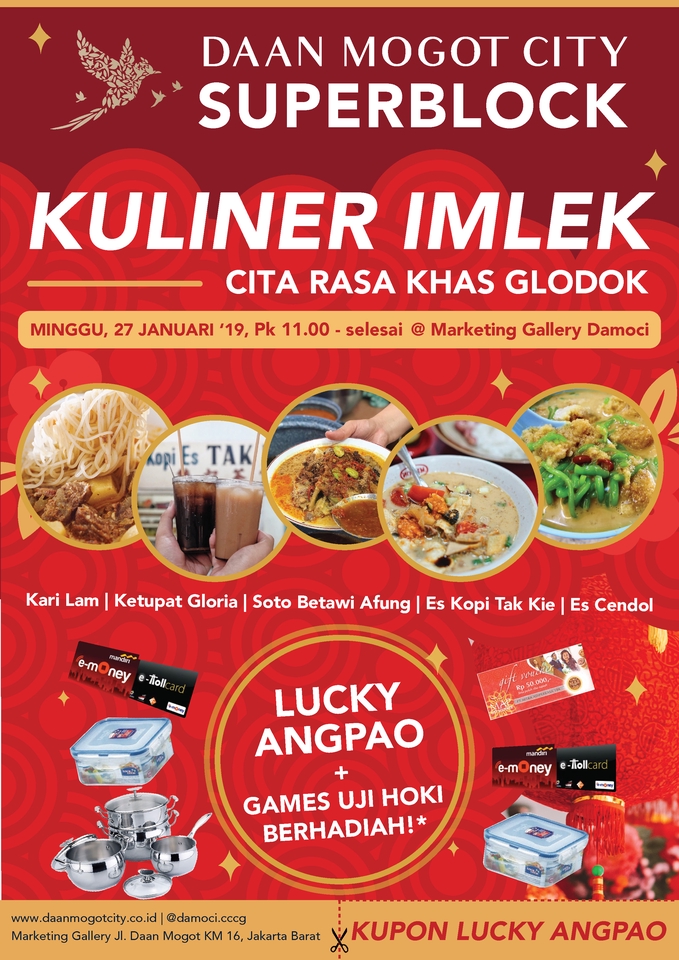 DAAN MOGOT CITY
SUPERBLOCK
KULINER IMLEK
CITA RASA KHAS GLODOK
MINGGU, 27 JANUARI '19, Pk 11.00 - selesai @ Marketing Gallery Damoci
Kopi Es TAK
Kari Lam | Ketupat Gloria | Soto Betawi Afung | Es Kopi Tak Kie | Es Cendol
mandiri
e-money
e-Tollcard
gift voucher
Rp 50.000,-
LUCKY
ANGPAO
+
GAMES UJI HOKI
BERHADIAH!*
mandiri
e-money
e-Tollcard
www.daanmogotcity.co.id | @damoci.cccg
Marketing Gallery Jl. Daan Mogot KM 16, Jakarta Barat
KUPON LUCKY ANGPAO